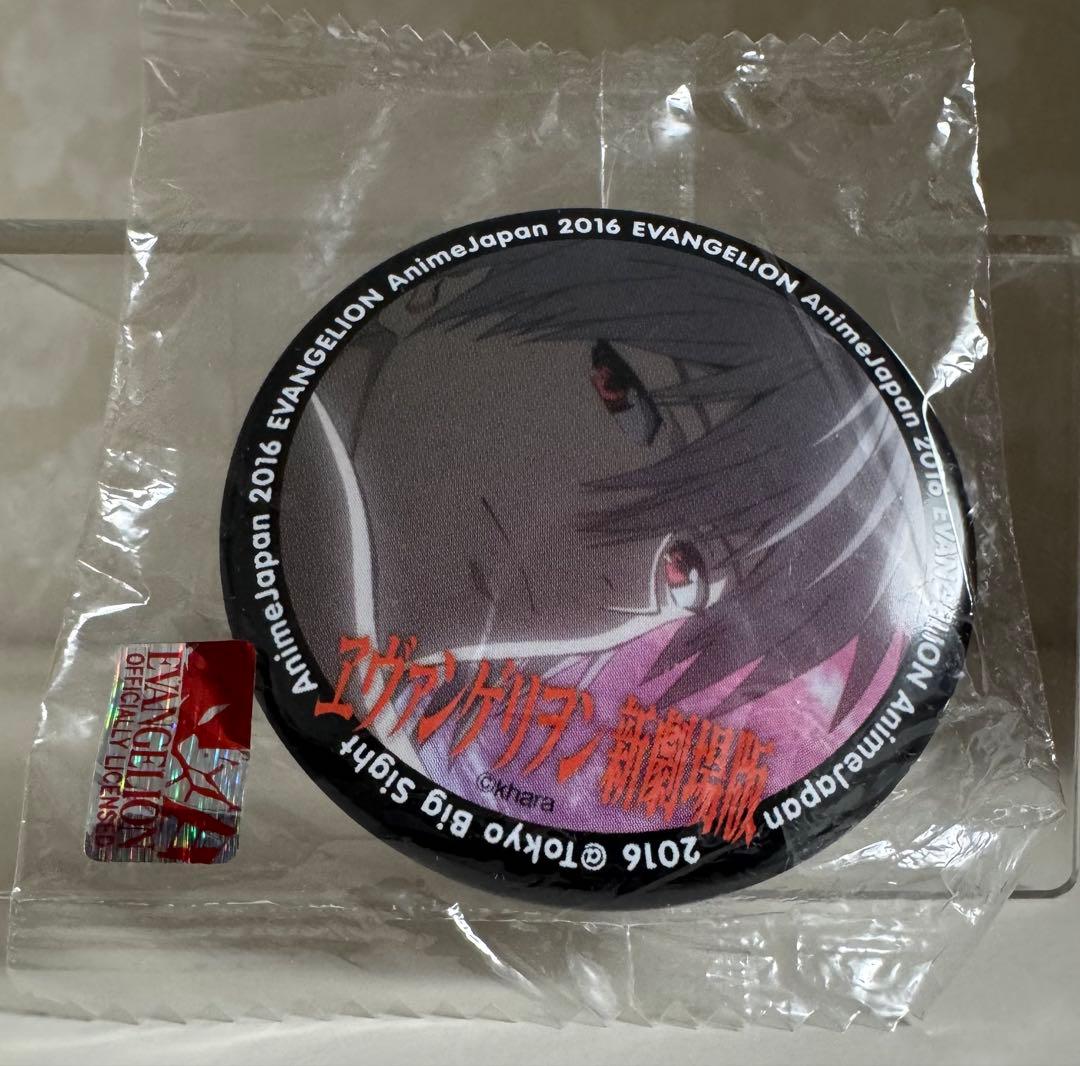 AnimeJapan 2016 EVANGELION AnimeJapan 2016 EVANGELION AnimeJapan 2016 EVANGELION AnimeJapan 2016 @Tokyo Big Sight
ヱヴァンゲリヲン新劇場版
©khara
EVANGELION
OFFICIALLY LICENSED